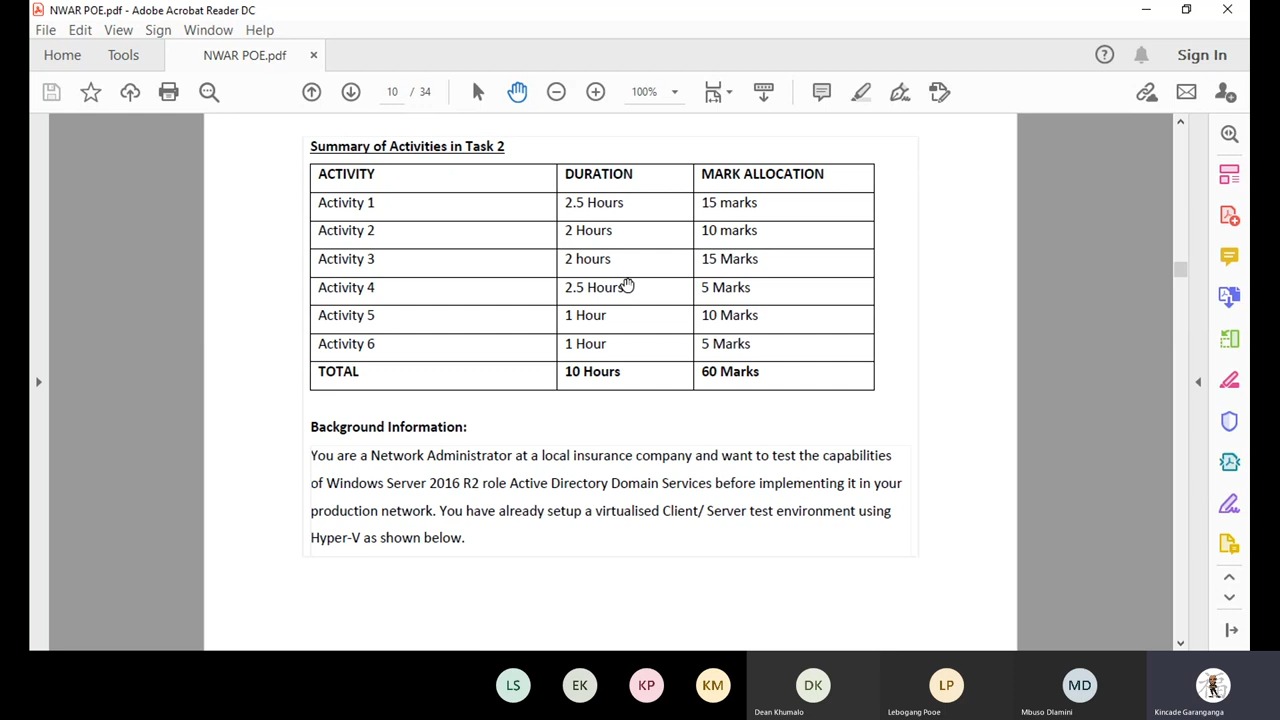 NWAR POE.pdf - Adobe Acrobat Reader DC
File Edit View Sign Window Help
Home Tools NWAR POE.pdf × Sign In
10 / 34 100%
Summary of Activities in Task 2
ACTIVITY DURATION MARK ALLOCATION
Activity 1 2.5 Hours 15 marks
Activity 2 2 Hours 10 marks
Activity 3 2 hours 15 Marks
Activity 4 2.5 Hours 5 Marks
Activity 5 1 Hour 10 Marks
Activity 6 1 Hour 5 Marks
TOTAL 10 Hours 60 Marks
Background Information:
You are a Network Administrator at a local insurance company and want to test the capabilities
of Windows Server 2016 R2 role Active Directory Domain Services before implementing it in your
production network. You have already setup a virtualised Client/ Server test environment using
Hyper-V as shown below.
LS EK KP KM DK LP MD
Dean Khumalo Lebogang Pooe Mbuso Dlamini Kincade Garanganga